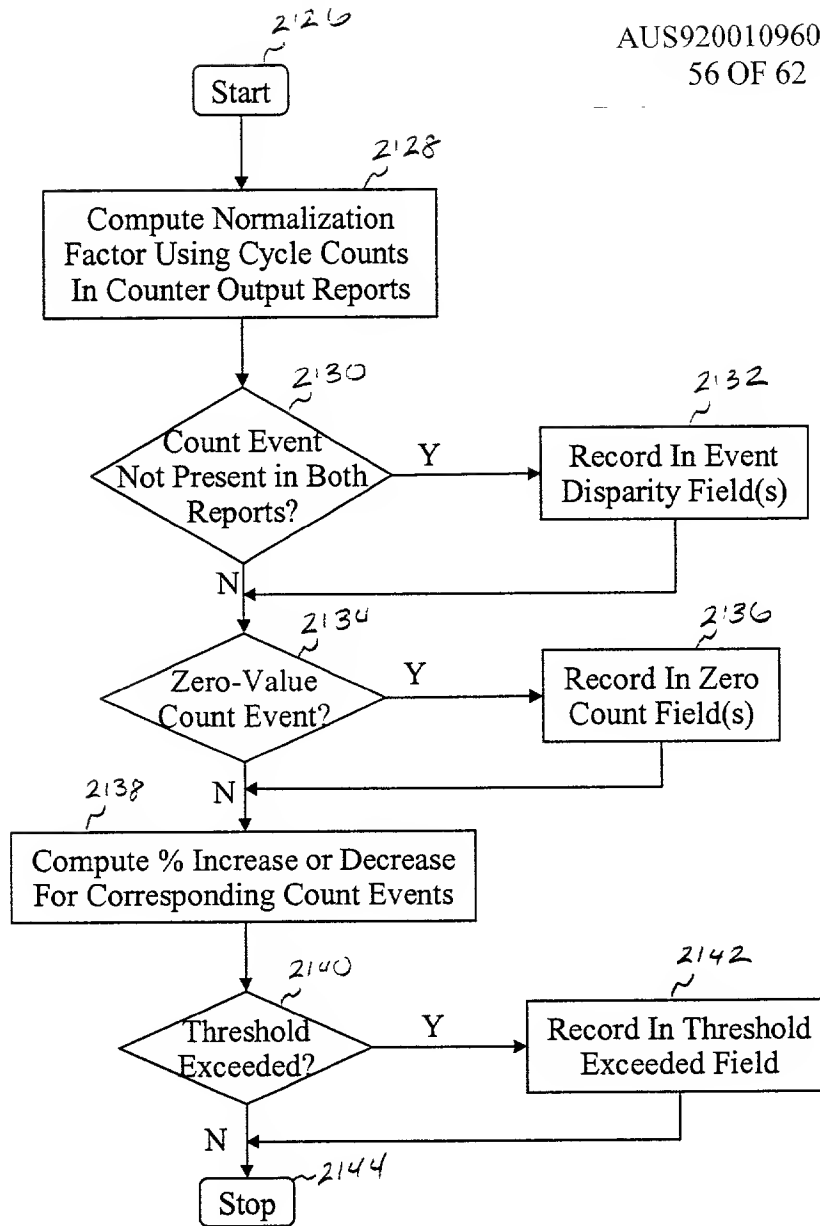 2126
AUS920010960
56 OF 62
Start
2128
Compute Normalization
Factor Using Cycle Counts
In Counter Output Reports
2130
2132
Count Event
Not Present in Both
Reports?
Y
Record In Event
Disparity Field(s)
N
2134
2136
Zero-Value
Count Event?
Y
Record In Zero
Count Field(s)
2138
N
Compute % Increase or Decrease
For Corresponding Count Events
2140
2142
Threshold
Exceeded?
Y
Record In Threshold
Exceeded Field
N
2144
Stop